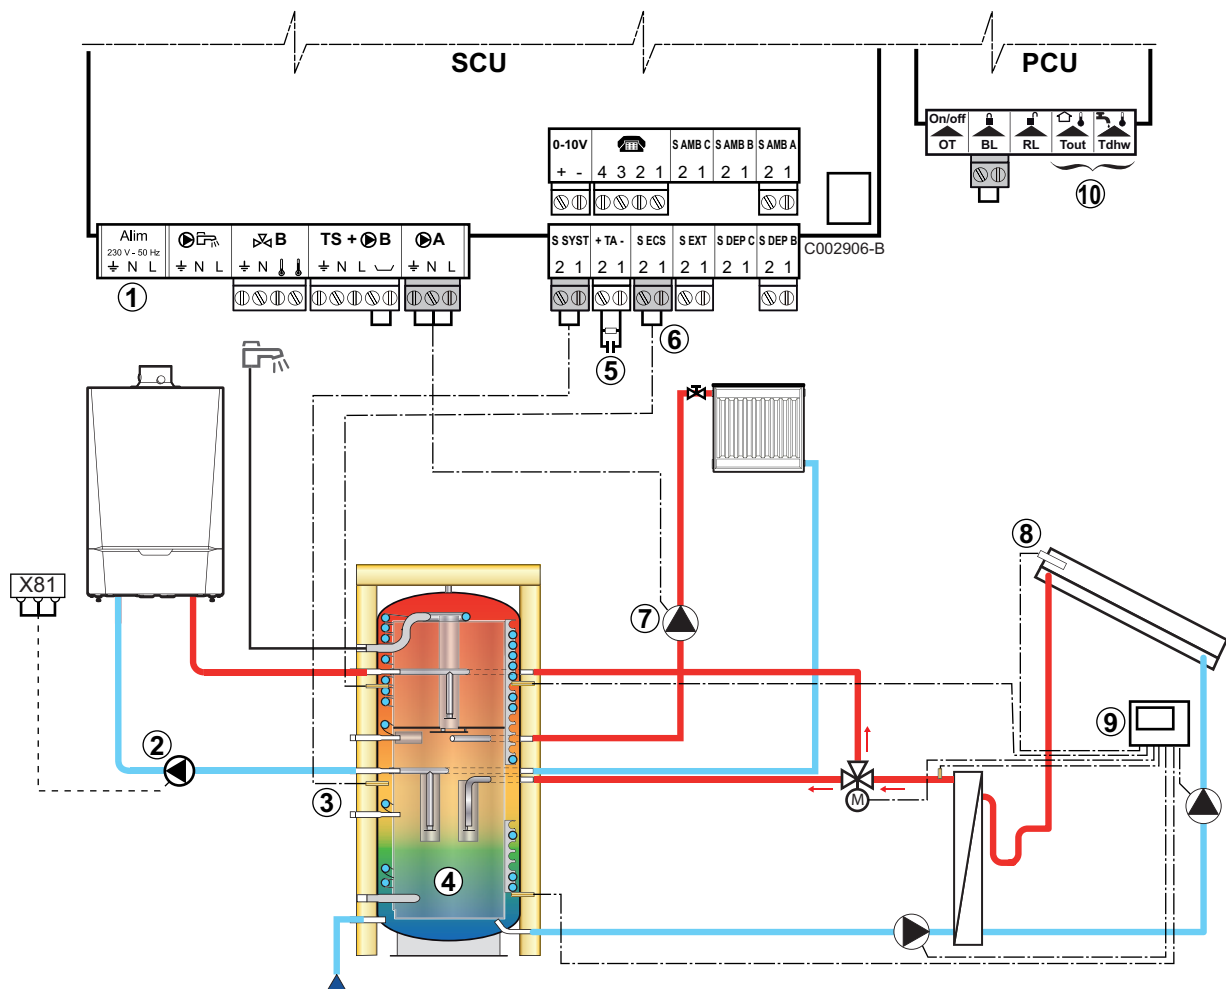 SCU
PCU
On/off
OT
BL
RL
Tout
Tdhw
10
0-10V
+ -
4 3 2 1
S AMB C
2 1
S AMB B
2 1
S AMB A
2 1
C002906-B
Alim
230 V - 50 Hz
N L
N L
B
N
TS + B
N L
A
N L
S SYST
2 1
+ TA -
2 1
S ECS
2 1
S EXT
2 1
S DEP C
2 1
S DEP B
2 1
1
6
5
8
X81
7
2
9
3
M
4